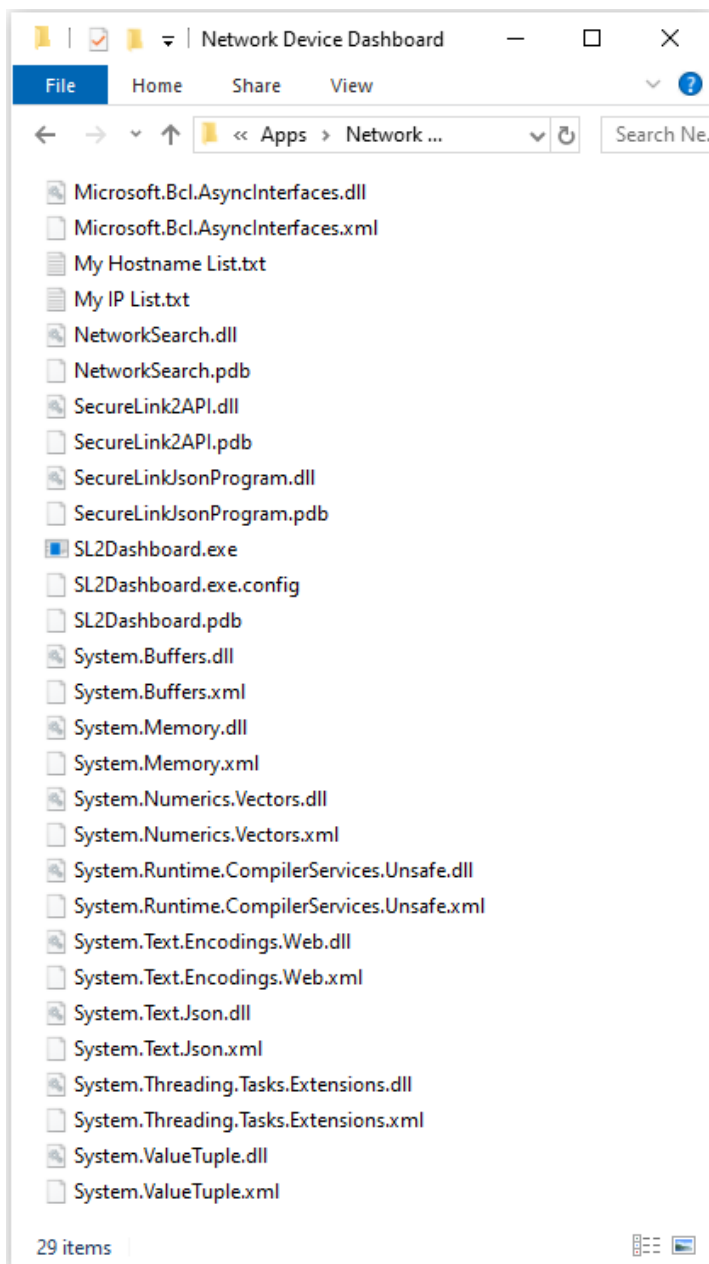 Network Device Dashboard
File Home Share View
« Apps > Network ...
Search Ne.
Microsoft.Bcl.AsyncInterfaces.dll
Microsoft.Bcl.AsyncInterfaces.xml
My Hostname List.txt
My IP List.txt
NetworkSearch.dll
NetworkSearch.pdb
SecureLink2API.dll
SecureLink2API.pdb
SecureLinkJsonProgram.dll
SecureLinkJsonProgram.pdb
SL2Dashboard.exe
SL2Dashboard.exe.config
SL2Dashboard.pdb
System.Buffers.dll
System.Buffers.xml
System.Memory.dll
System.Memory.xml
System.Numerics.Vectors.dll
System.Numerics.Vectors.xml
System.Runtime.CompilerServices.Unsafe.dll
System.Runtime.CompilerServices.Unsafe.xml
System.Text.Encodings.Web.dll
System.Text.Encodings.Web.xml
System.Text.Json.dll
System.Text.Json.xml
System.Threading.Tasks.Extensions.dll
System.Threading.Tasks.Extensions.xml
System.ValueTuple.dll
System.ValueTuple.xml
29 items